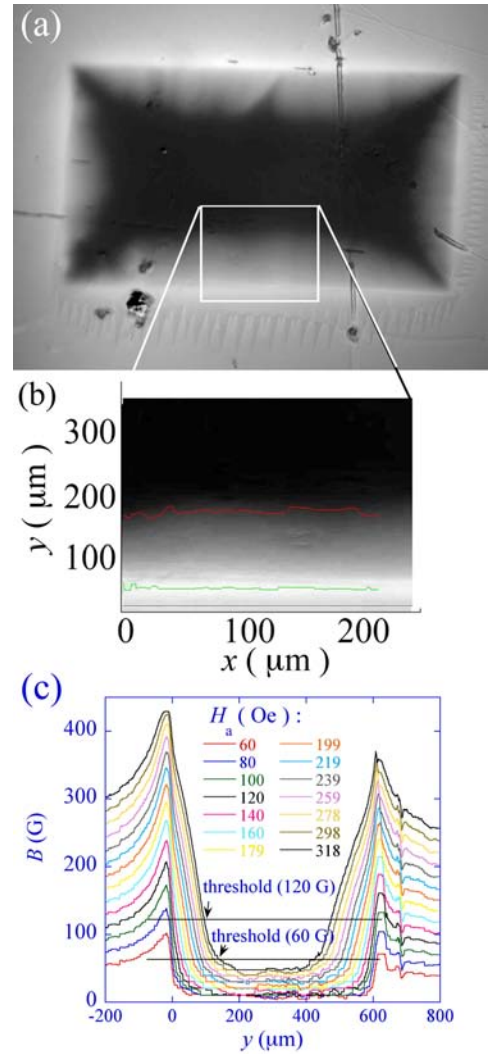 (a)
(b)
300
200
100
y ( μm)
0 100 200
x ( μm)
(c)
H_a ( Oe ) :
60 199
80 219
100 239
120 259
140 278
160 298
179 318
threshold (120 G)
threshold (60 G)
400
300
200
100
0
B (G)
-200 0 200 400 600 800
y (μm)